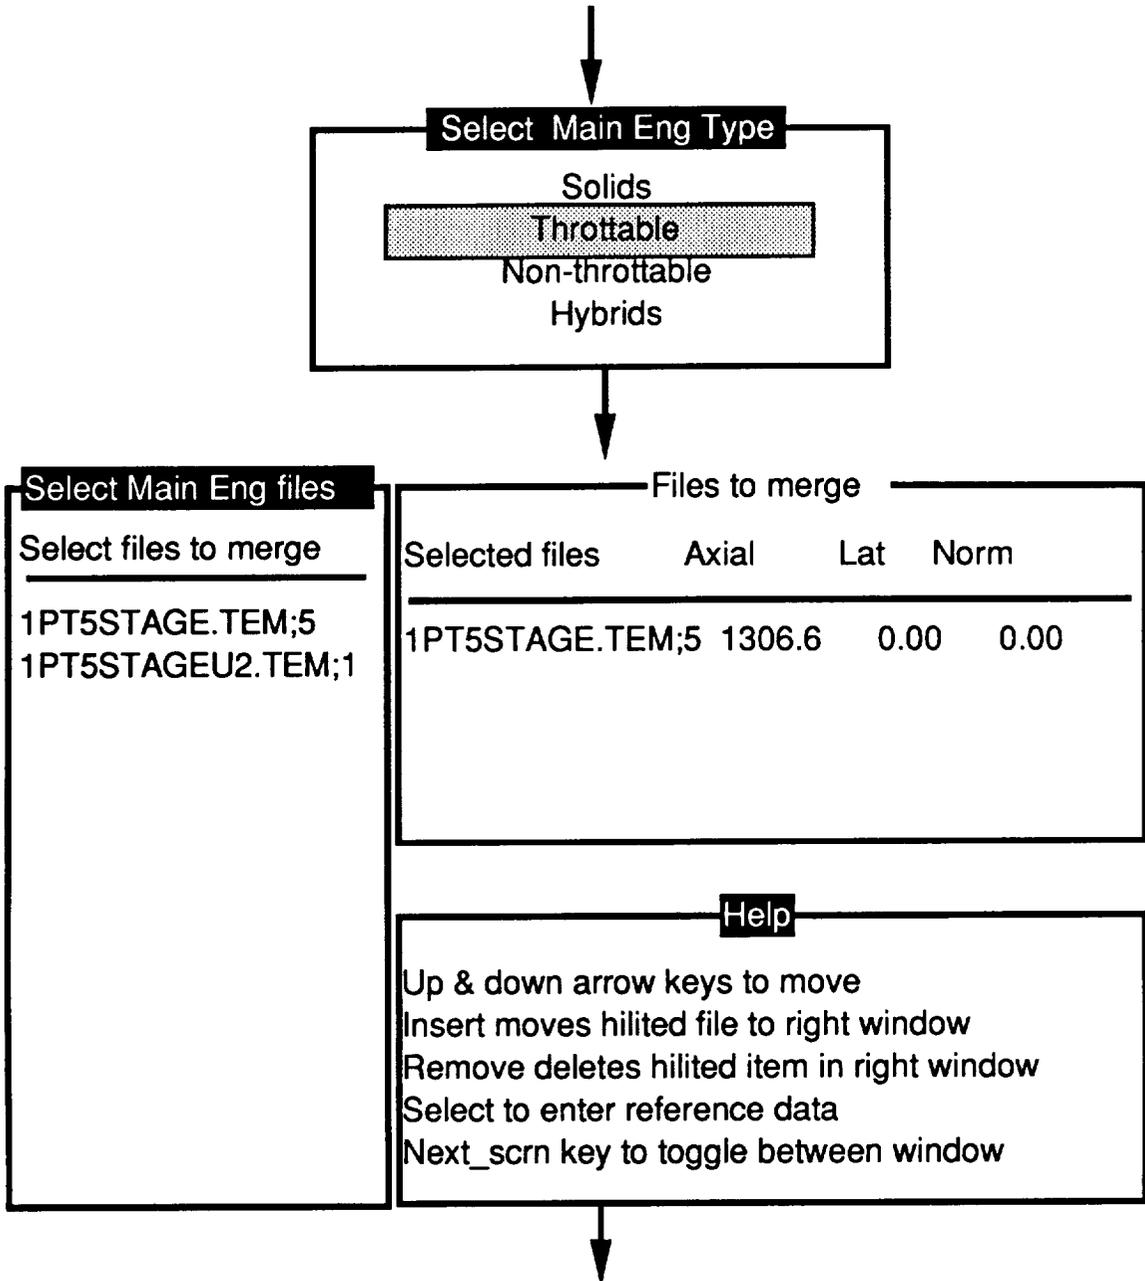 Select Main Eng Type
Solids
Throttable
Non-throttable
Hybrids
Select Main Eng files
Select files to merge
1PT5STAGE.TEM;5
1PT5STAGEU2.TEM;1
Files to merge
Selected files Axial Lat Norm
1PT5STAGE.TEM;5 1306.6 0.00 0.00
Help
Up & down arrow keys to move
Insert moves hilited file to right window
Remove deletes hilited item in right window
Select to enter reference data
Next_scrn key to toggle between window